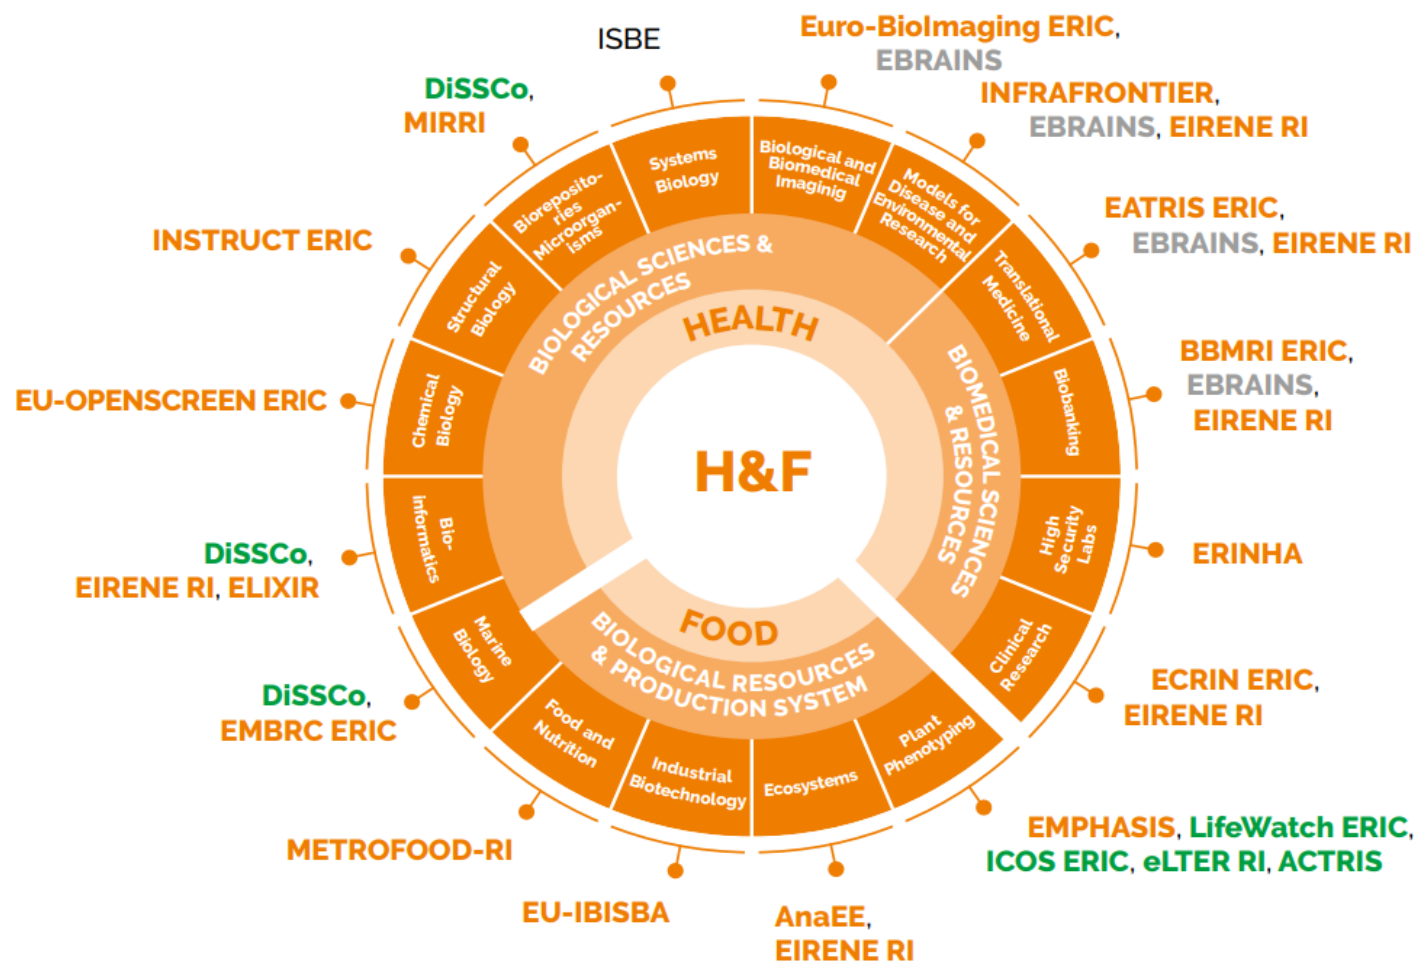 ISBE
Euro-BioImaging ERIC,
EBRAINS
DiSSCo,
MIRRI
INFRAFRONTIER,
EBRAINS, EIRENE RI
INSTRUCT ERIC
EATRIS ERIC,
EBRAINS, EIRENE RI
EU-OPENSCREEN ERIC
BBMRI ERIC,
EBRAINS,
EIRENE RI
DiSSCo,
EIRENE RI, ELIXIR
ERINHA
DiSSCo,
EMBRC ERIC
ECRIN ERIC,
EIRENE RI
METROFOOD-RI
EMPHASIS, LifeWatch ERIC,
ICOS ERIC, eLTER RI, ACTRIS
EU-IBISBA
AnaEE,
EIRENE RI
Systems
Biology
Biological and
Biomedical
Imaginig
Models for
Disease and
Environmental
Research
Translational
Medicine
Biobanking
High
Security
Labs
Clinical
Research
Plant
Phenotyping
Ecosystems
Industrial
Biotechnology
Food and
Nutrition
Marine
Biology
Bio-
informatics
Chemical
Biology
Structural
Biology
Biorepozito-
ries
Microorgan-
isms
BIOLOGICAL SCIENCES &
RESOURCES
BIOMEDICAL SCIENCES
& RESOURCES
BIOLOGICAL RESOURCES
& PRODUCTION SYSTEM
HEALTH
FOOD
H&F